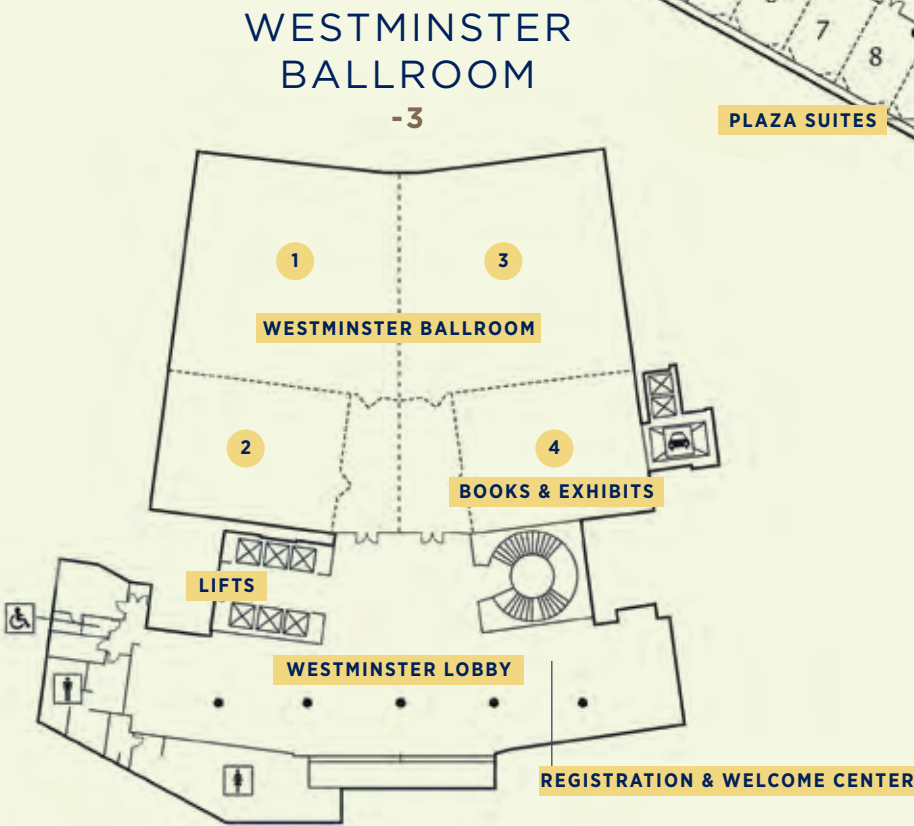 WESTMINSTER
BALLROOM
-3
7
8
PLAZA SUITES
1
3
WESTMINSTER BALLROOM
2
4
BOOKS & EXHIBITS
LIFTS
WESTMINSTER LOBBY
REGISTRATION & WELCOME CENTER